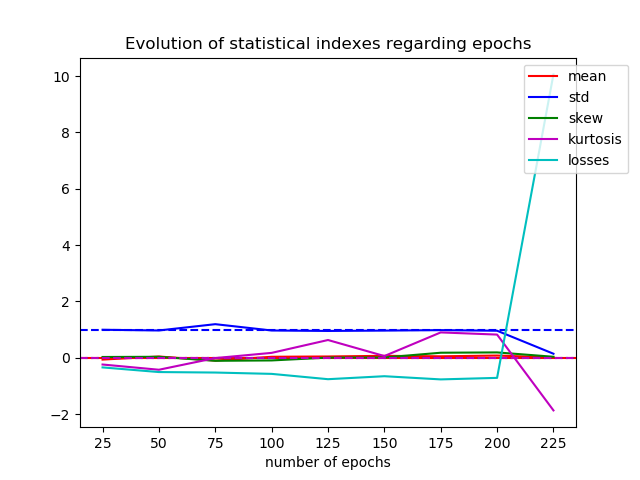 Evolution of statistical indexes regarding epochs
mean
std
skew
kurtosis
losses
10
8
6
4
2
0
−2
25 50 75 100 125 150 175 200 225
number of epochs